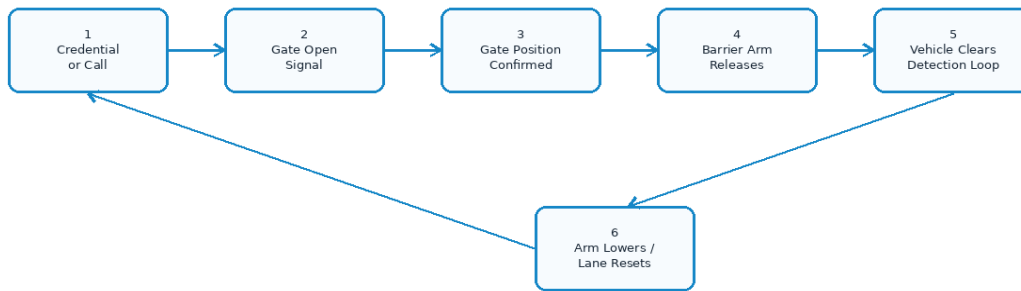 1
Credential
or Call
2
Gate Open
Signal
3
Gate Position
Confirmed
4
Barrier Arm
Releases
5
Vehicle Clears
Detection Loop
6
Arm Lowers /
Lane Resets